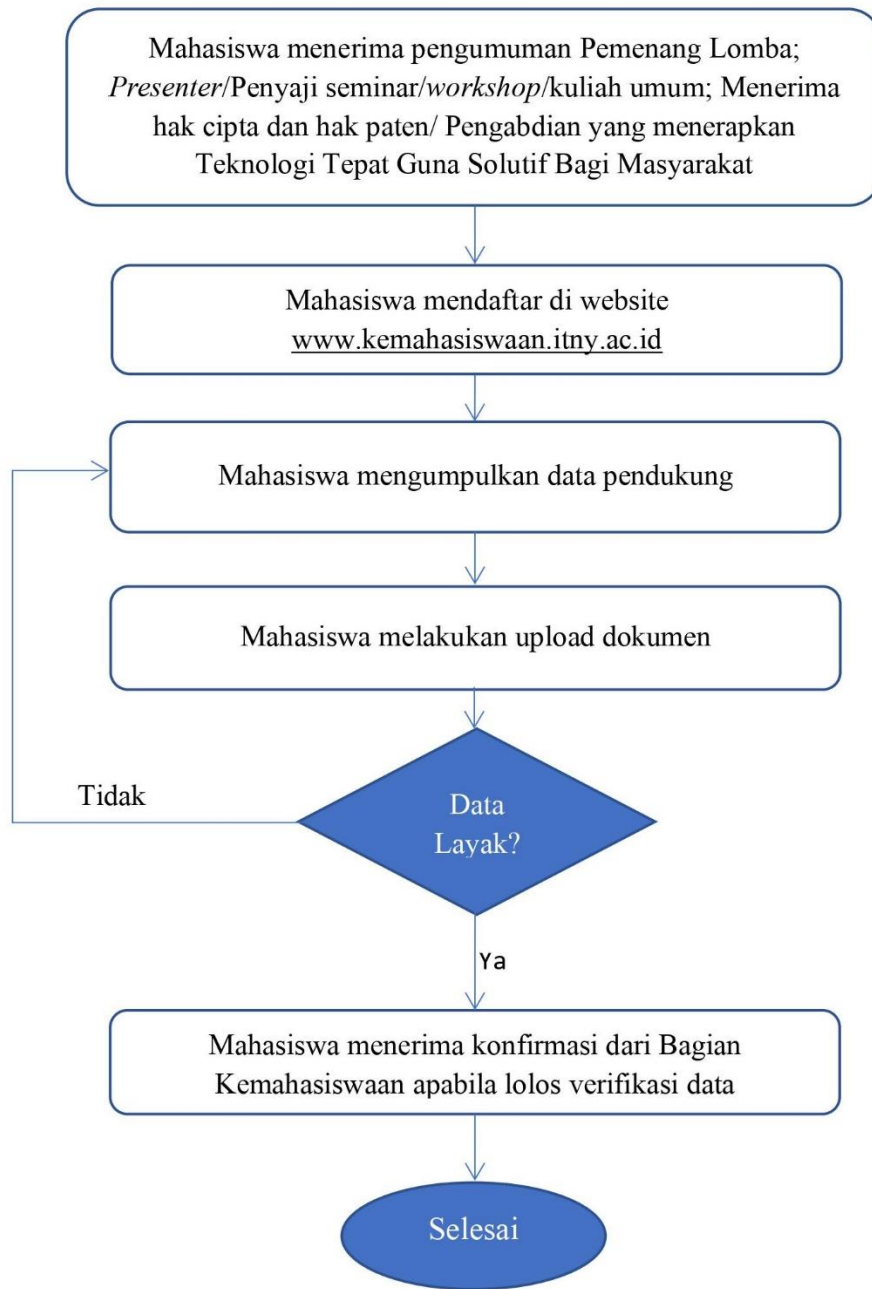 Mahasiswa menerima pengumuman Pemenang Lomba;
Presenter/Penyaji seminar/workshop/kuliah umum; Menerima
hak cipta dan hak paten/ Pengabdian yang menerapkan
Teknologi Tepat Guna Solutif Bagi Masyarakat
Mahasiswa mendaftar di website
www.kemahasiswaan.itny.ac.id
Mahasiswa mengumpulkan data pendukung
Mahasiswa melakukan upload dokumen
Tidak
Data
Layak?
Ya
Mahasiswa menerima konfirmasi dari Bagian
Kemahasiswaan apabila lolos verifikasi data
Selesai